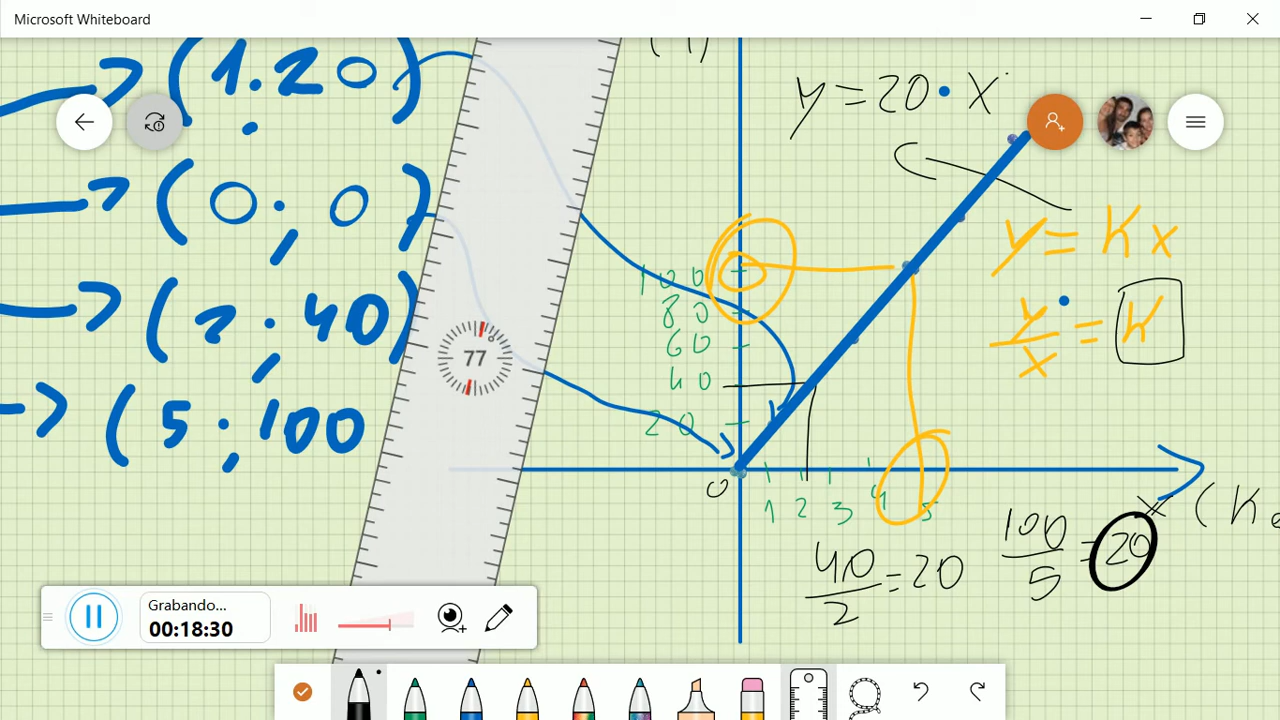 Microsoft Whiteboard
(1.20)
(0;0)
(2;40)
(5;100
77
y=20·x
y=Kx
y/x=K
100
80
60
40
20
0
1 2 3 4 5
x (K
40/2=20
100/5=20
Grabando...
00:18:30